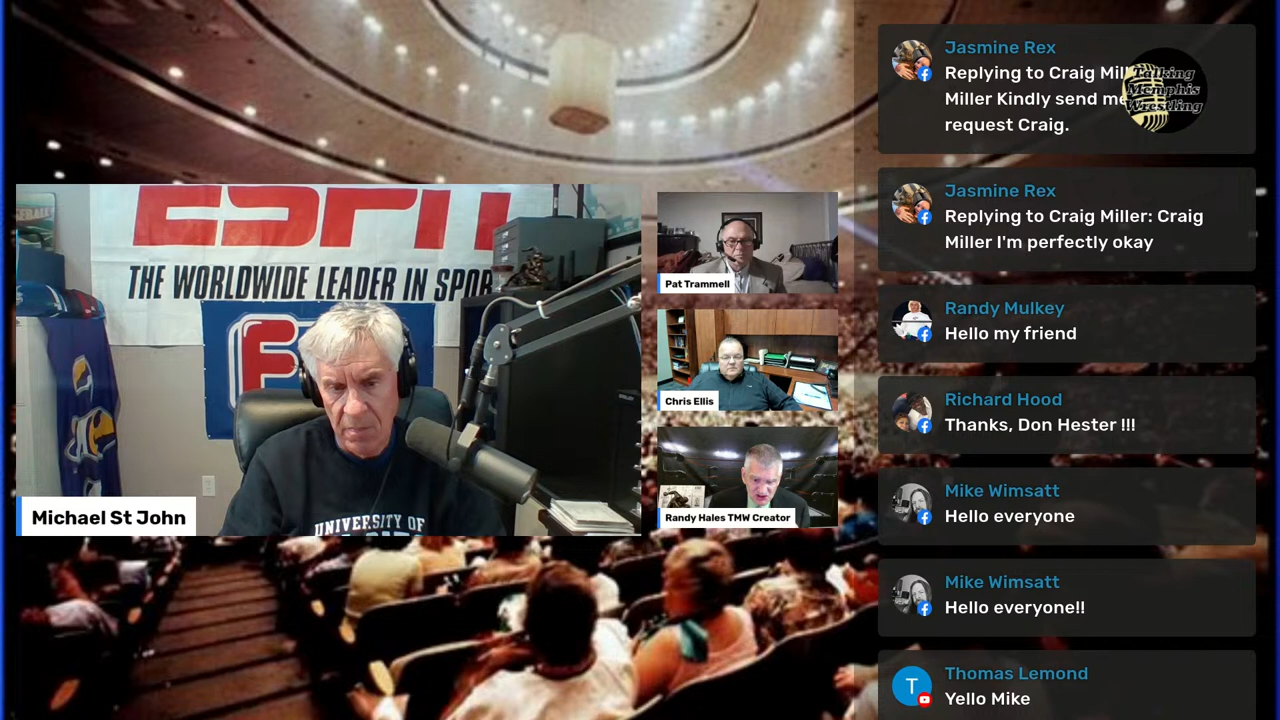 ESPN
THE WORLDWIDE LEADER IN SPOR
UNIVERSITY OF
Michael St John
Pat Trammell
Chris Ellis
Randy Hales TMW Creator
Talking
Memphis
Wrestling
Jasmine Rex
Replying to Craig Mill
Miller Kindly send me
request Craig.
Jasmine Rex
Replying to Craig Miller: Craig
Miller I'm perfectly okay
Randy Mulkey
Hello my friend
Richard Hood
Thanks, Don Hester !!!
Mike Wimsatt
Hello everyone
Mike Wimsatt
Hello everyone!!
T
Thomas Lemond
Yello Mike